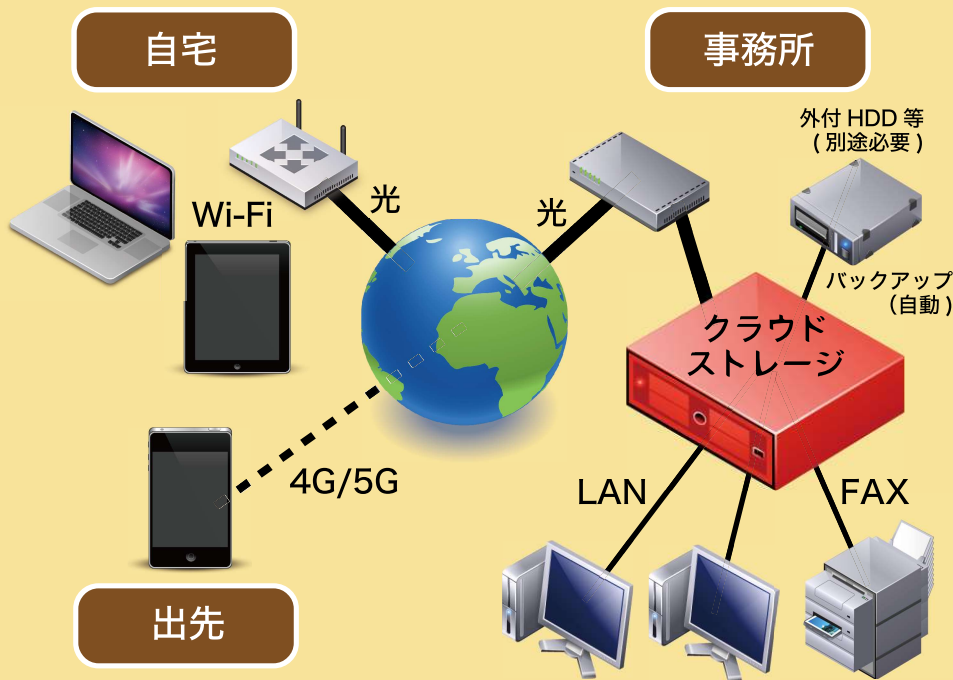 自宅
事務所
外付 HDD 等
( 別途必要 )
光
光
Wi-Fi
バックアップ
（自動 )
クラウド
ストレージ
4G/5G
LAN
FAX
出先